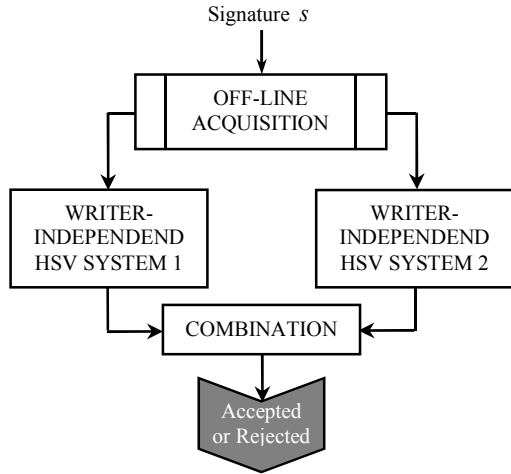 Signature s
OFF-LINE
ACQUISITION
WRITER-
INDEPENDEND
HSV SYSTEM 1
WRITER-
INDEPENDEND
HSV SYSTEM 2
COMBINATION
Accepted
or Rejected